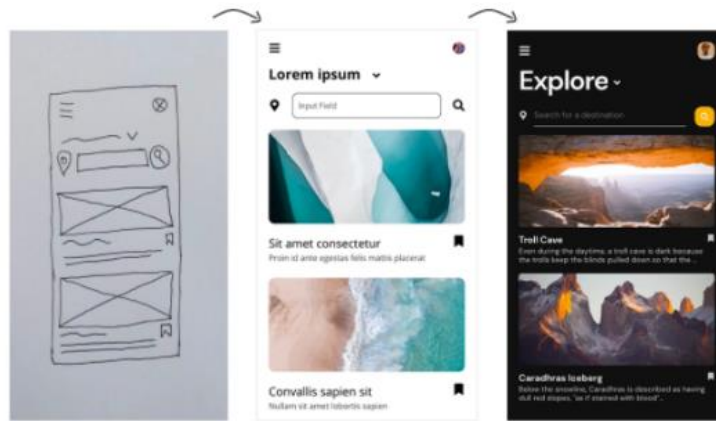 Lorem ipsum
Input Field
Sit amet consectetur
Proin id ante egestas felis mattis placerat
Convallis sapien sit
Nullam sit amet lobortis sapien
Explore
Search for a destination
Troll Cave
Even during the daytime, a troll cave is dark because
the trolls keep the blinds pulled down so that the ...
Caradhras Iceberg
Below the snowline, Caradhras is described as having
dull red slopes, "as if stained with blood"...